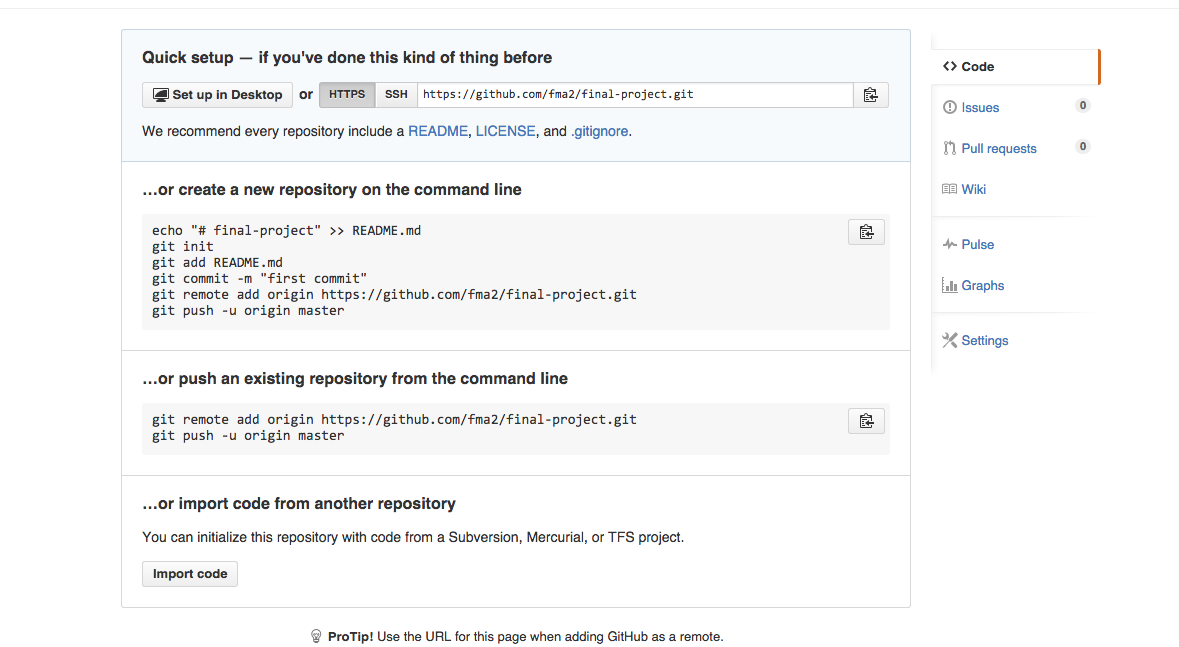 Quick setup — if you've done this kind of thing before
Set up in Desktop or HTTPS SSH https://github.com/fma2/final-project.git
We recommend every repository include a README, LICENSE, and .gitignore.
…or create a new repository on the command line
echo "# final-project" >> README.md
git init
git add README.md
git commit -m "first commit"
git remote add origin https://github.com/fma2/final-project.git
git push -u origin master
…or push an existing repository from the command line
git remote add origin https://github.com/fma2/final-project.git
git push -u origin master
…or import code from another repository
You can initialize this repository with code from a Subversion, Mercurial, or TFS project.
Import code
ProTip! Use the URL for this page when adding GitHub as a remote.
Code
Issues 0
Pull requests 0
Wiki
Pulse
Graphs
Settings